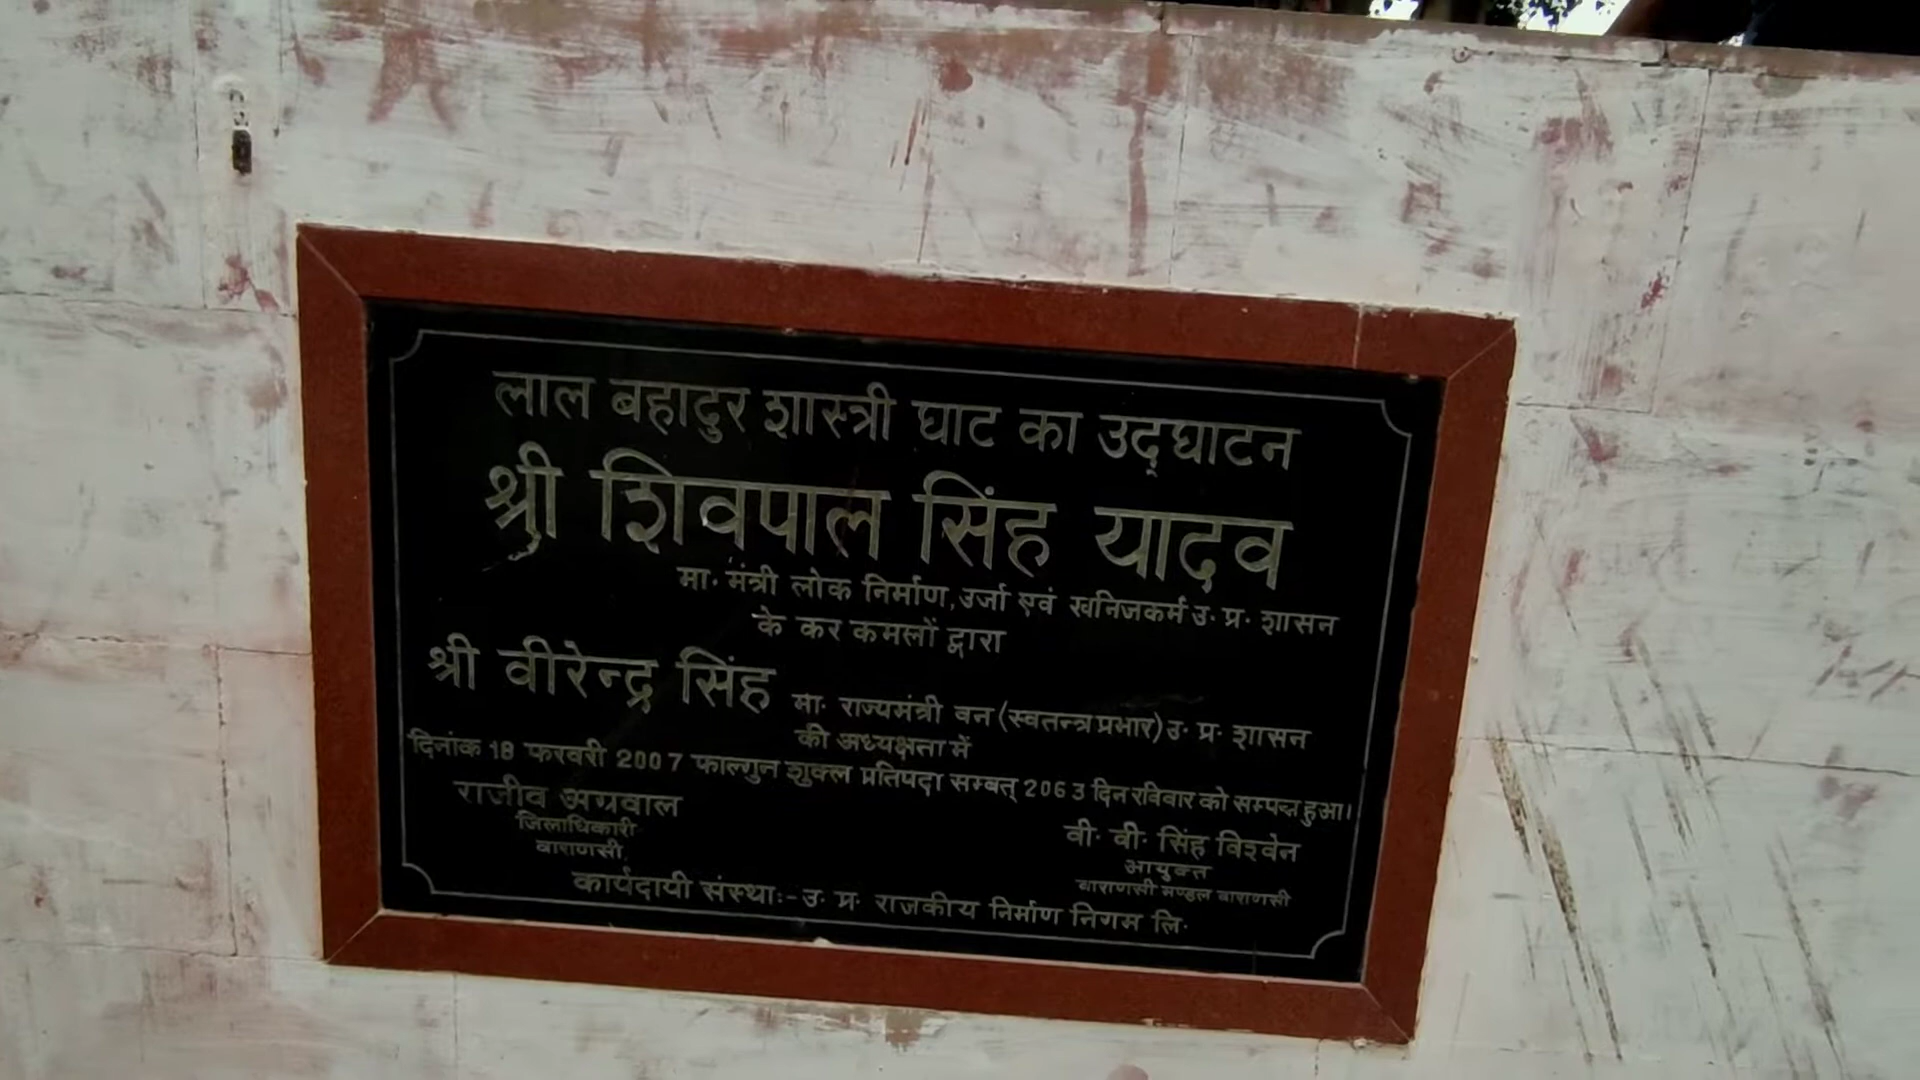 लाल बहादुर शास्त्री घाट का उद्घाटन
श्री शिवपाल सिंह यादव
मा. मंत्री लोक निर्माण, उर्जा एवं खनिजकर्म उ. प्र. शासन
के कर कमलों द्वारा
श्री वीरेन्द्र सिंह मा. राज्यमंत्री वन (स्वतन्त्र प्रभार) उ. प्र. शासन
की अध्यक्षता में
दिनांक 18 फरवरी 2007 फाल्गुन शुक्ल प्रतिपदा सम्बत् 2063 दिन रविवार को सम्पन्न हुआ।
राजीव अग्रवाल
जिलाधिकारी
वाराणसी.
वी. वी. सिंह विश्वेन
आयुक्त
वाराणसी मण्डल वाराणसी
कार्यदायी संस्था:- उ. प्र. राजकीय निर्माण निगम लि.